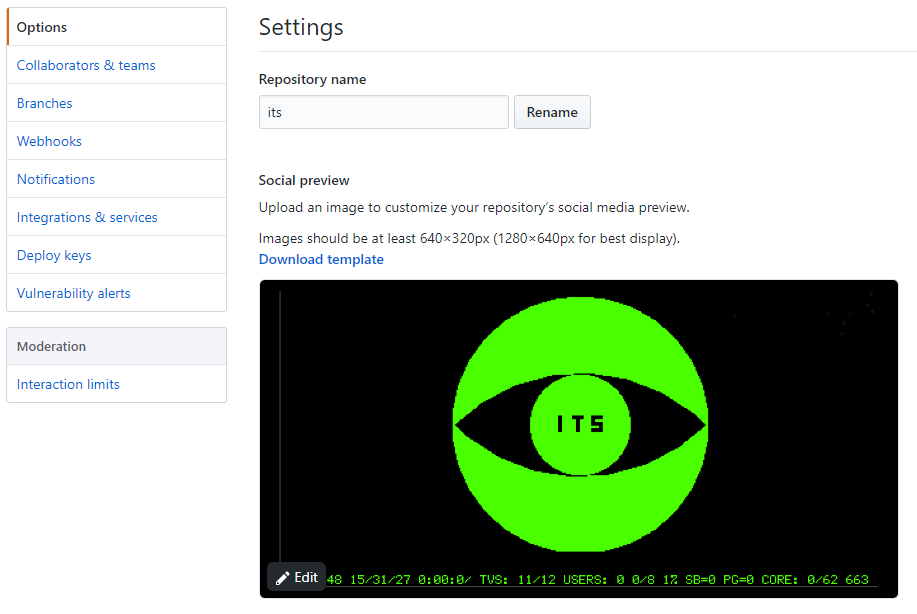 Options
Collaborators & teams
Branches
Webhooks
Notifications
Integrations & services
Deploy keys
Vulnerability alerts
Moderation
Interaction limits
Settings
Repository name
its
Rename
Social preview
Upload an image to customize your repository’s social media preview.
Images should be at least 640×320px (1280×640px for best display).
Download template
ITS
Edit
48 15/31/27 0:00:0/ TVS: 11/12 USERS: 0 0/8 1% SB=0 PG=0 CORE: 0/62 663